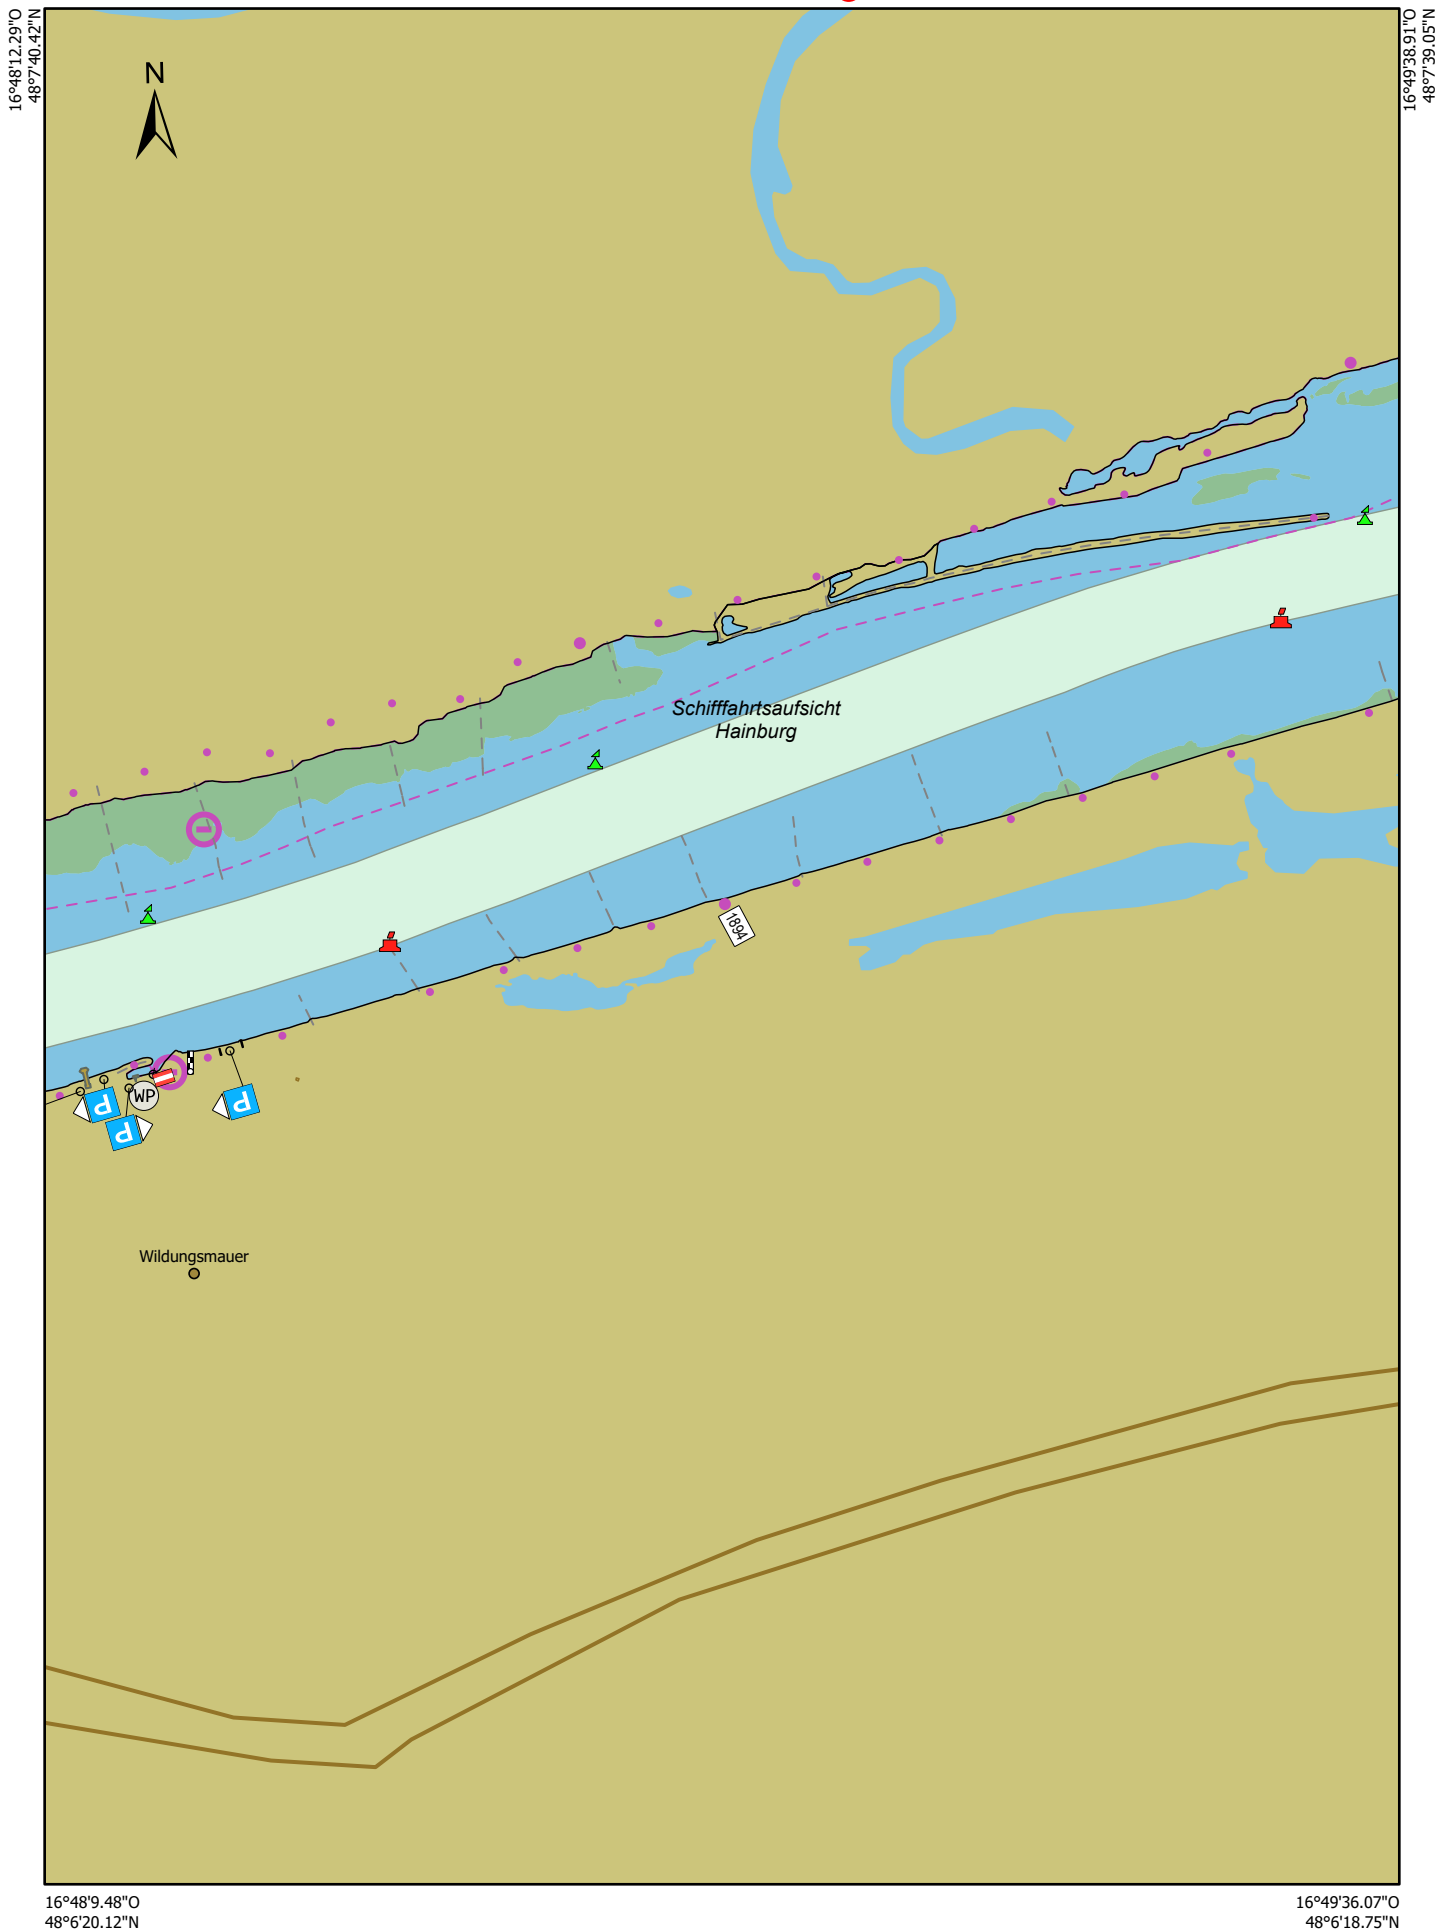 16°48'12.29"O
48°7'40.42"N
16°49'38.91"O
48°7'39.05"N
N
Schifffahrtsaufsicht
Hainburg
1894
WP
P
P
P
Wildungsmauer
16°48'9.48"O
48°6'20.12"N
16°49'36.07"O
48°6'18.75"N